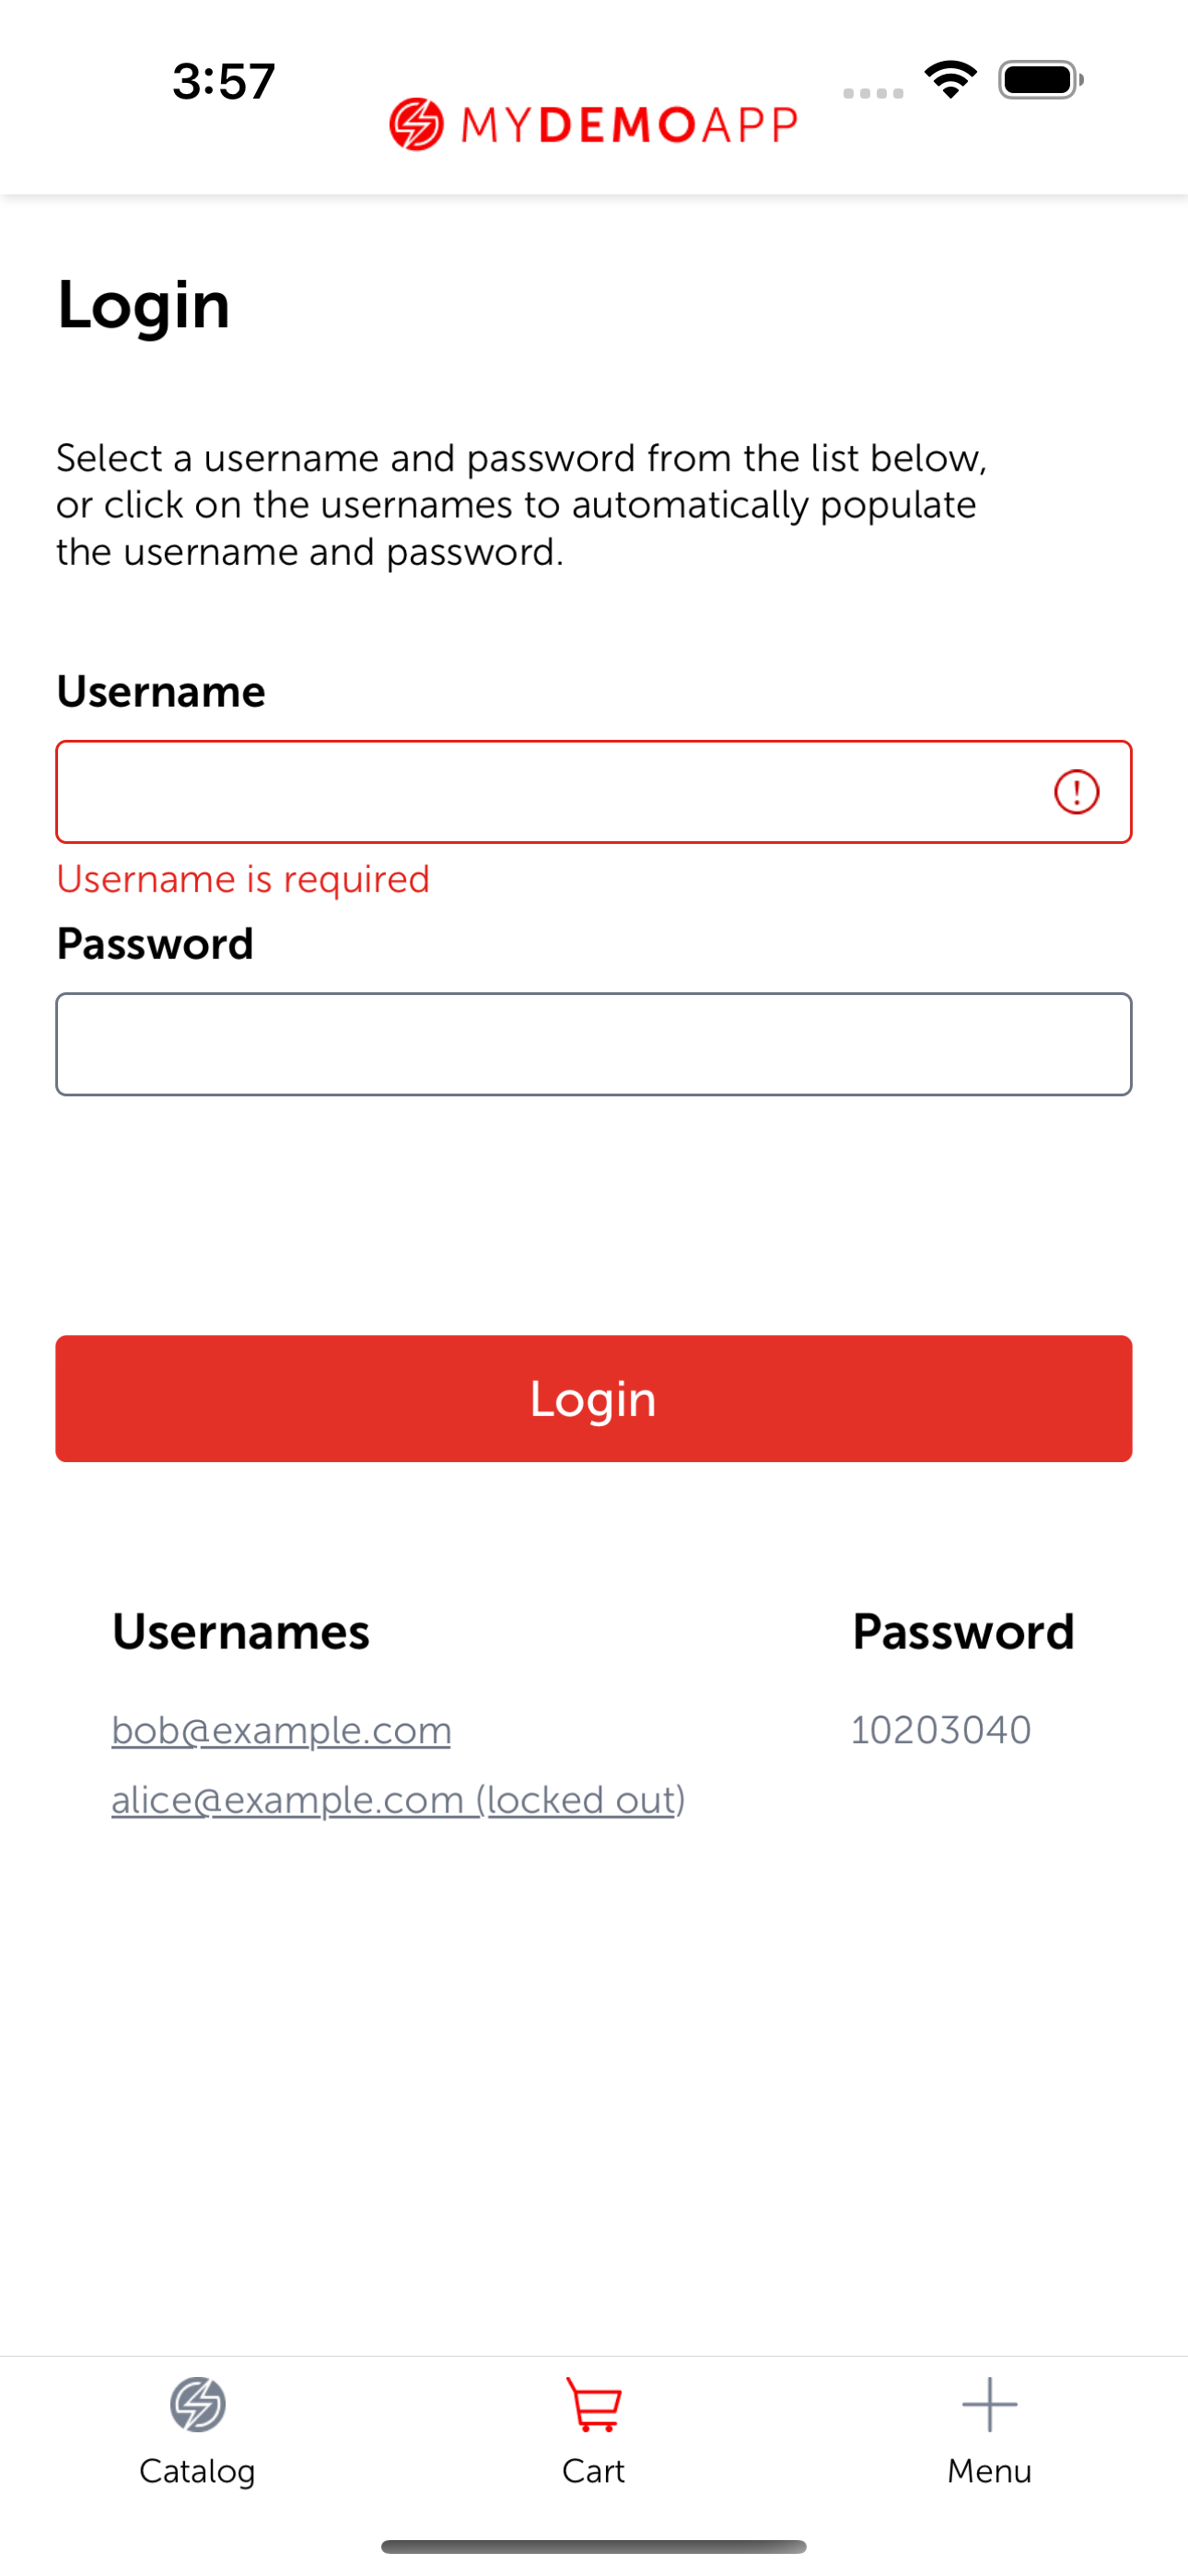 3:57
MYDEMOAPP
Login
Select a username and password from the list below,
or click on the usernames to automatically populate
the username and password.
Username
!
Username is required
Password
Login
Usernames Password
bob@example.com 10203040
alice@example.com (locked out)
Catalog Cart Menu